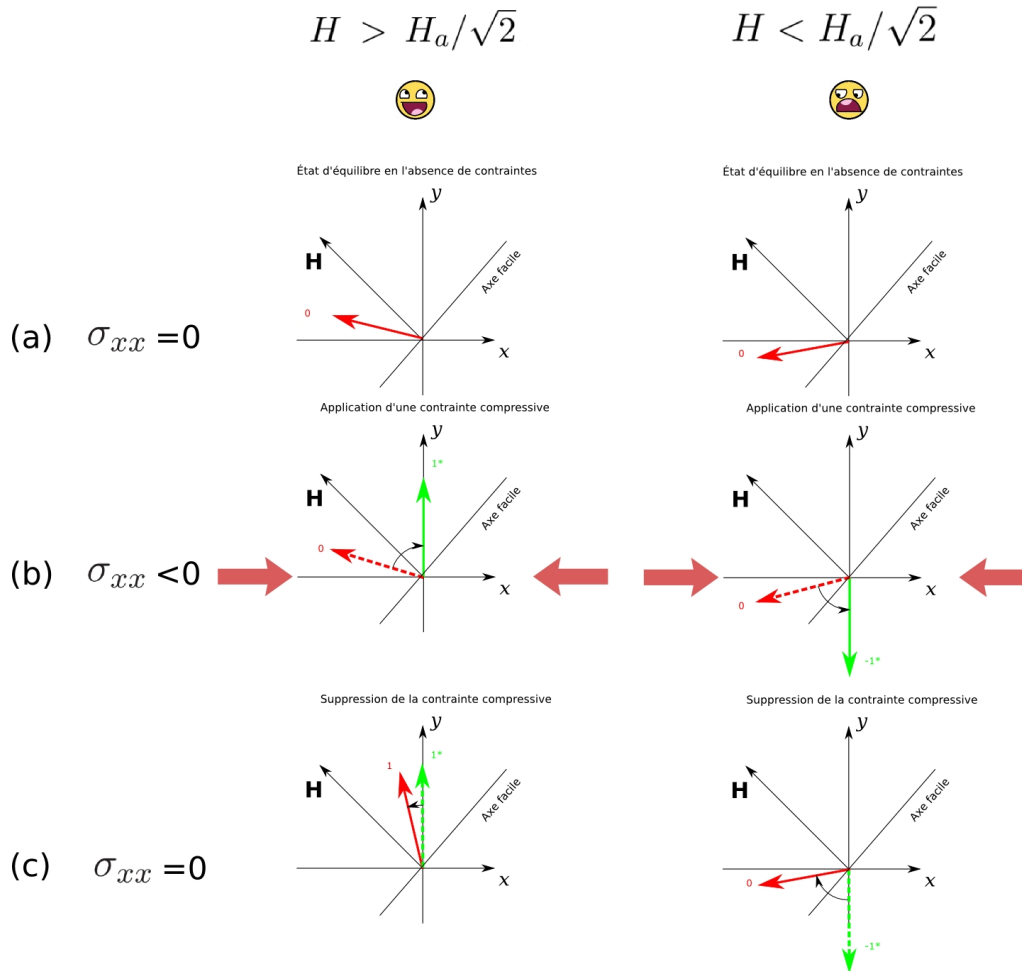 H > H_a/√2
H < H_a/√2
État d'équilibre en l'absence de contraintes
État d'équilibre en l'absence de contraintes
y
y
H
Axe facile
H
Axe facile
0
(a) σ_xx =0
x
0
x
Application d'une contrainte compressive
Application d'une contrainte compressive
y
y
1*
H
Axe facile
H
Axe facile
0
(b) σ_xx <0
x
0
x
-1*
Suppression de la contrainte compressive
Suppression de la contrainte compressive
y
y
1
1*
H
Axe facile
H
Axe facile
(c) σ_xx =0
x
0
x
-1*